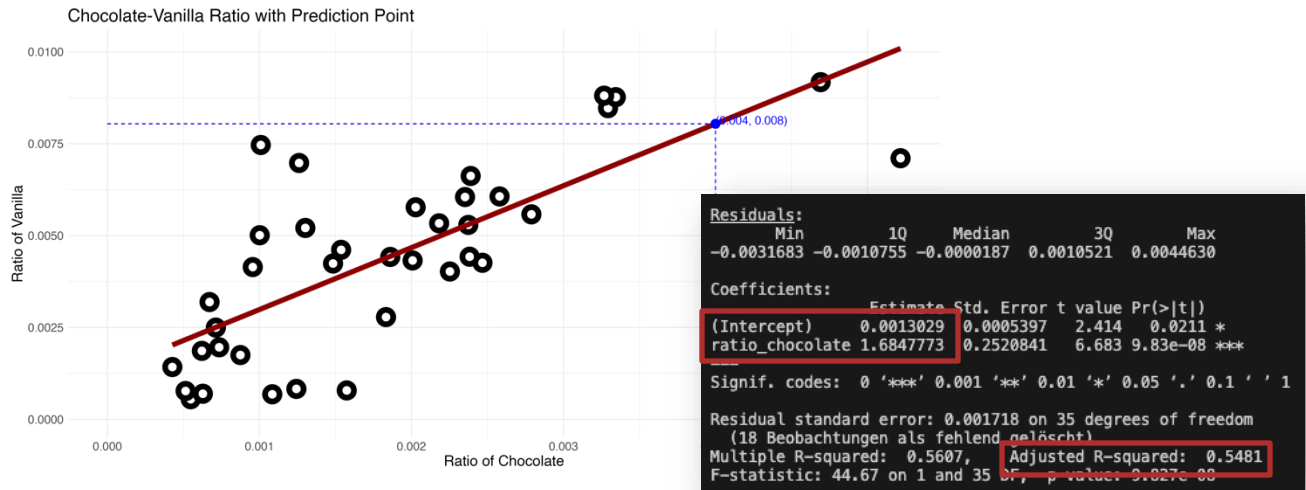 Chocolate-Vanilla Ratio with Prediction Point
0.0100
0.0075
0.0050
0.0025
0.0000
Ratio of Vanilla
(0.004, 0.008)
0.000 0.001 0.002 0.003
Ratio of Chocolate
Residuals:
Min 1Q Median 3Q Max
-0.0031683 -0.0010755 -0.0000187 0.0010521 0.0044630
Coefficients:
Estimate Std. Error t value Pr(>|t|)
(Intercept) 0.0013029 0.0005397 2.414 0.0211 *
ratio_chocolate 1.6847773 0.2520841 6.683 9.83e-08 ***
---
Signif. codes: 0 ‘***’ 0.001 ‘**’ 0.01 ‘*’ 0.05 ‘.’ 0.1 ‘ ’ 1
Residual standard error: 0.001718 on 35 degrees of freedom
(18 Beobachtungen als fehlend gelöscht)
Multiple R-squared: 0.5607, Adjusted R-squared: 0.5481
F-statistic: 44.67 on 1 and 35 DF, p-value: 9.827e-08